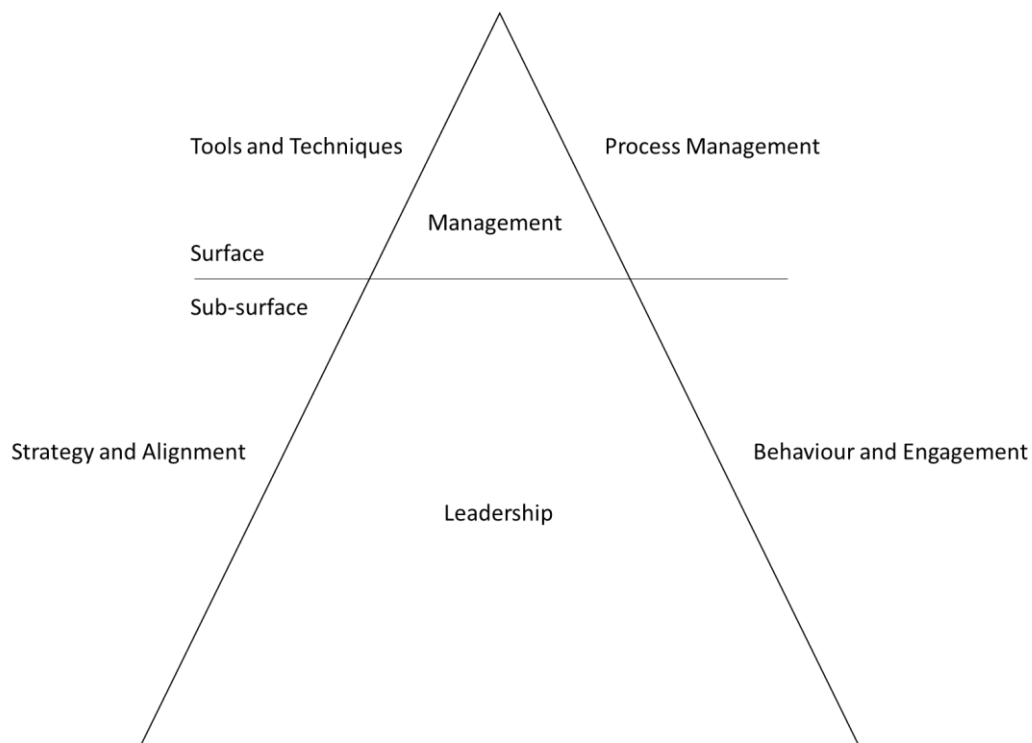 Tools and Techniques
Process Management
Management
Surface
Sub-surface
Strategy and Alignment
Behaviour and Engagement
Leadership